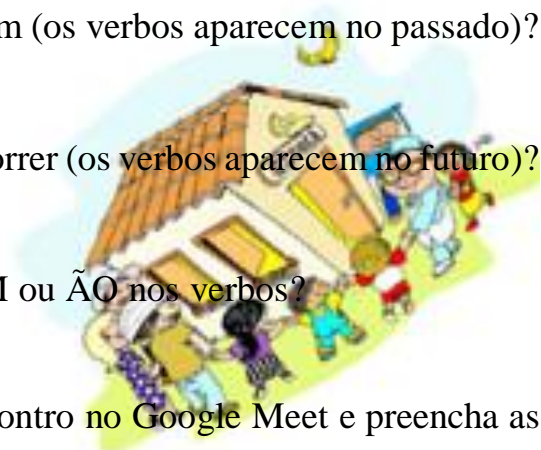 m (os verbos aparecem no passado)?
orrer (os verbos aparecem no futuro)?
M ou ÃO nos verbos?
contro no Google Meet e preencha as